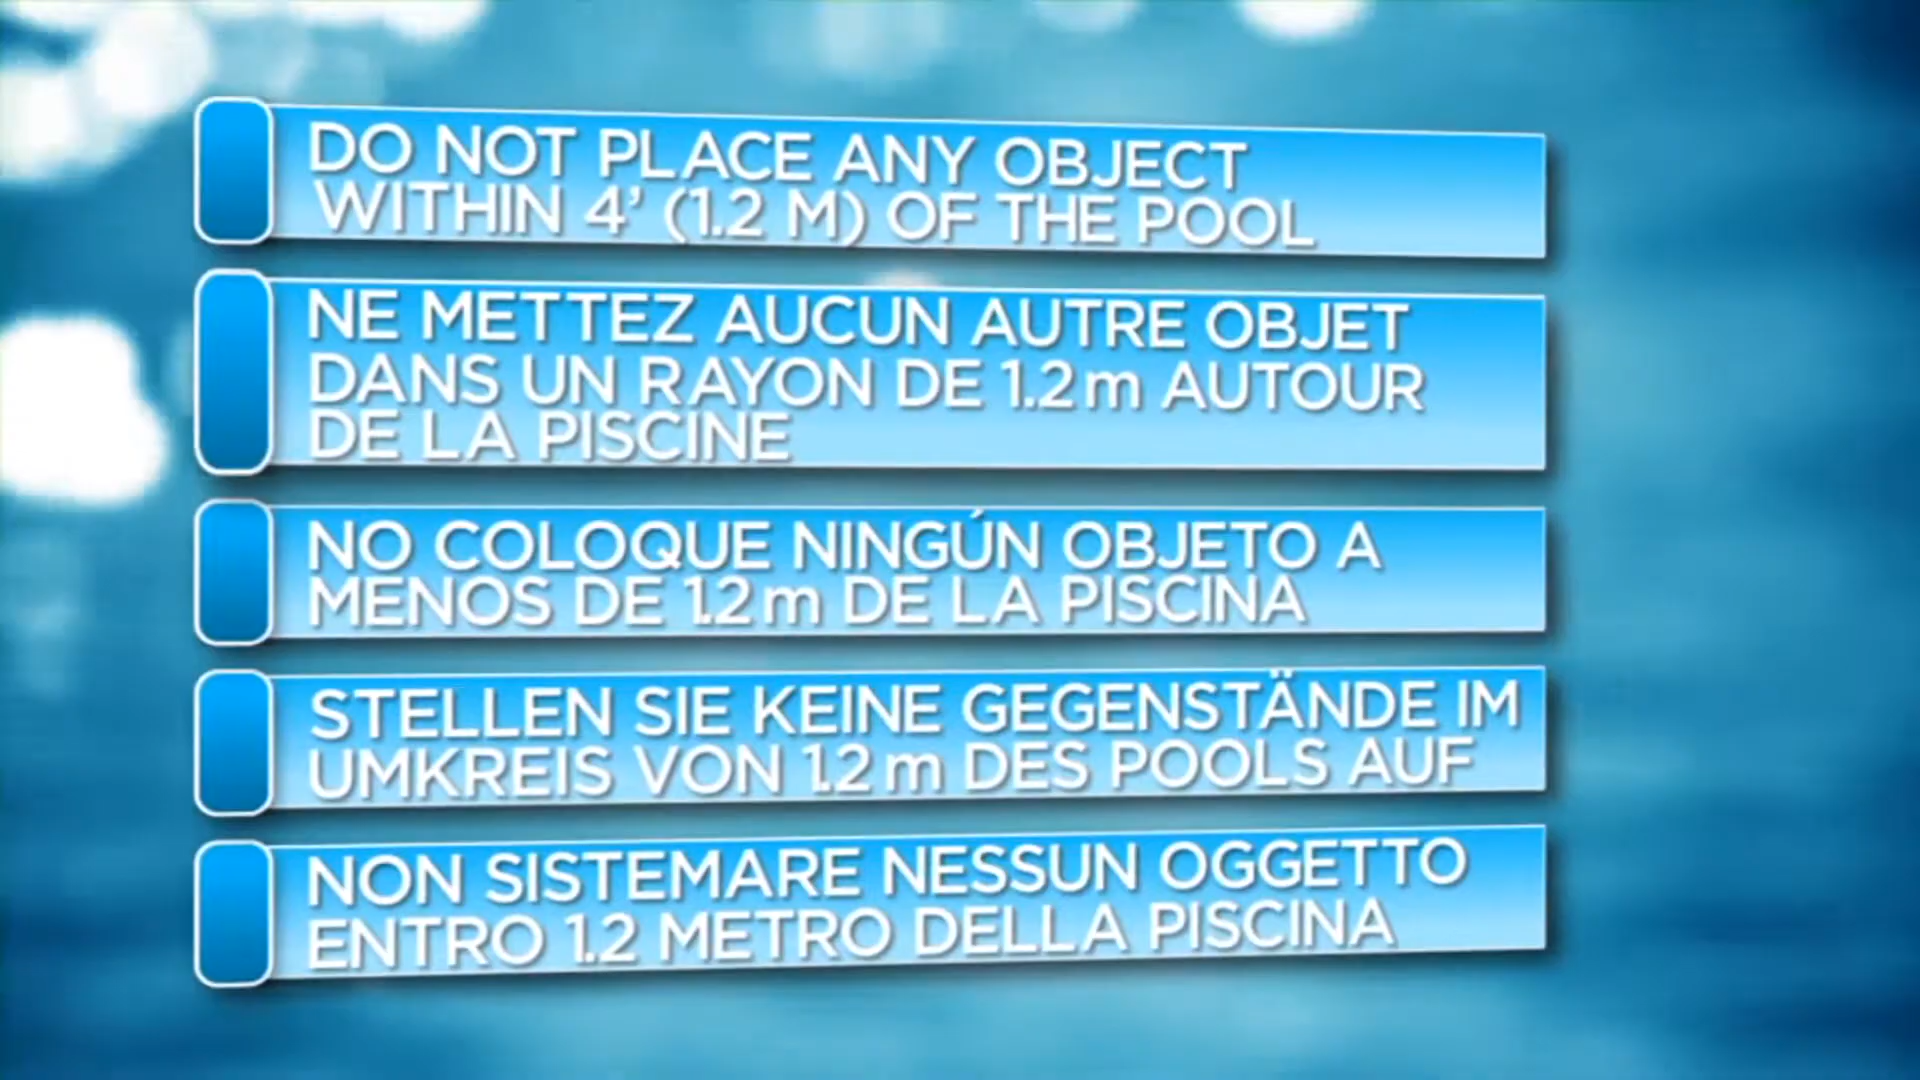 DO NOT PLACE ANY OBJECT
WITHIN 4' (1.2 M) OF THE POOL
NE METTEZ AUCUN AUTRE OBJET
DANS UN RAYON DE 1.2m AUTOUR
DE LA PISCINE
NO COLOQUE NINGÚN OBJETO A
MENOS DE 1.2m DE LA PISCINA
STELLEN SIE KEINE GEGENSTÄNDE IM
UMKREIS VON 1.2m DES POOLS AUF
NON SISTEMARE NESSUN OGGETTO
ENTRO 1.2 METRO DELLA PISCINA